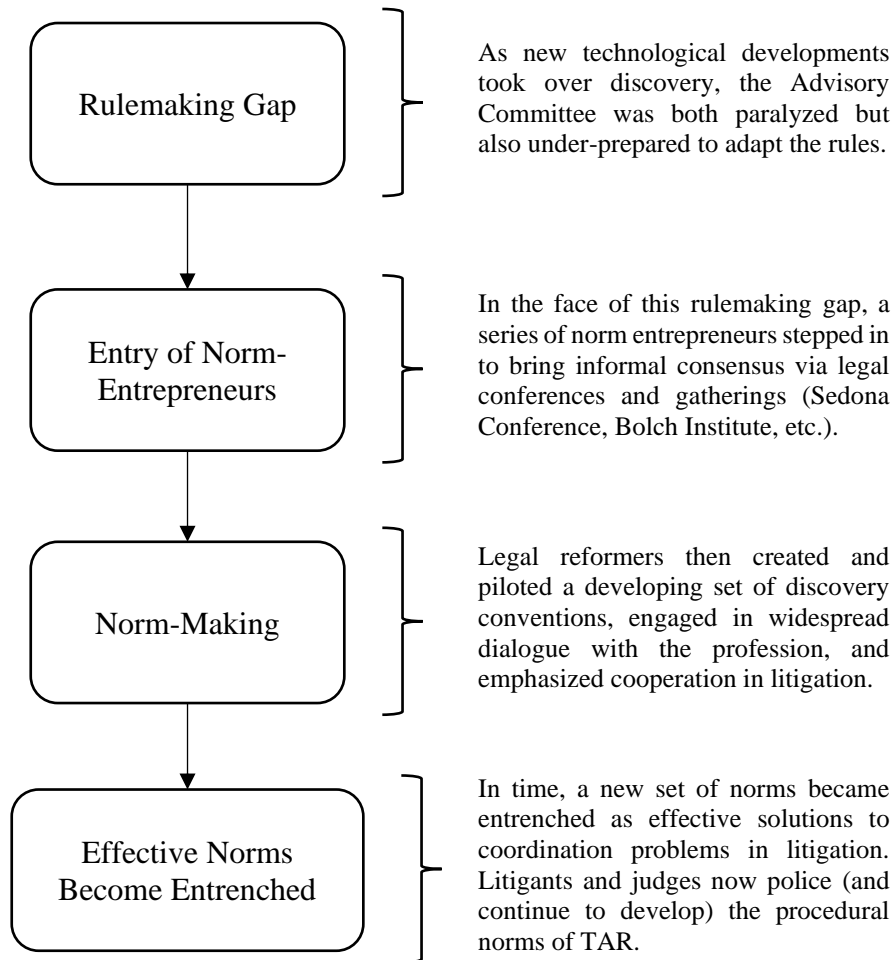 Rulemaking Gap
As new technological developments
took over discovery, the Advisory
Committee was both paralyzed but
also under-prepared to adapt the rules.
Entry of Norm-
Entrepreneurs
In the face of this rulemaking gap, a
series of norm entrepreneurs stepped in
to bring informal consensus via legal
conferences and gatherings (Sedona
Conference, Bolch Institute, etc.).
Norm-Making
Legal reformers then created and
piloted a developing set of discovery
conventions, engaged in widespread
dialogue with the profession, and
emphasized cooperation in litigation.
Effective Norms
Become Entrenched
In time, a new set of norms became
entrenched as effective solutions to
coordination problems in litigation.
Litigants and judges now police (and
continue to develop) the procedural
norms of TAR.